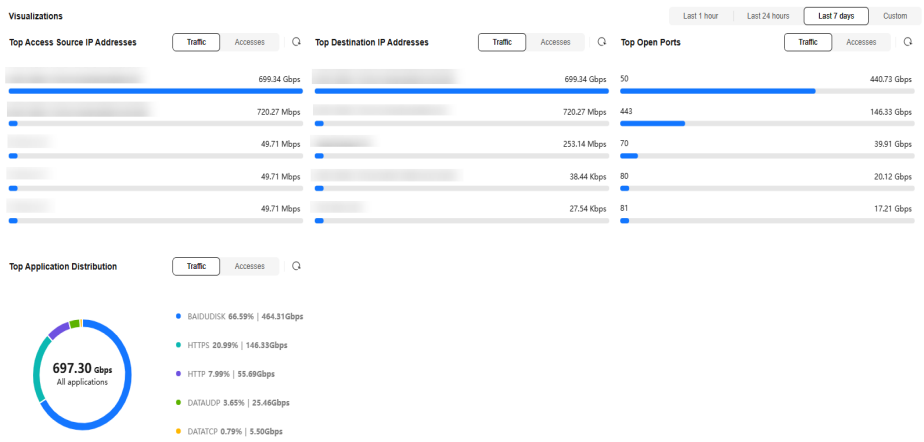 Visualizations
Last 1 hour Last 24 hours Last 7 days Custom
Top Access Source IP Addresses Traffic Accesses
699.34 Gbps
720.27 Mbps
49.71 Mbps
49.71 Mbps
49.71 Mbps
Top Destination IP Addresses Traffic Accesses
699.34 Gbps
720.27 Mbps
253.14 Mbps
38.44 Kbps
27.54 Kbps
Top Open Ports Traffic Accesses
50 440.73 Gbps
443 146.33 Gbps
70 39.91 Gbps
80 20.12 Gbps
81 17.21 Gbps
Top Application Distribution Traffic Accesses
697.30 Gbps
All applications
BAIDUDISK 66.59% | 464.31Gbps
HTTPS 20.99% | 146.33Gbps
HTTP 7.99% | 55.69Gbps
DATAUDP 3.65% | 25.46Gbps
DATATCP 0.79% | 5.50Gbps